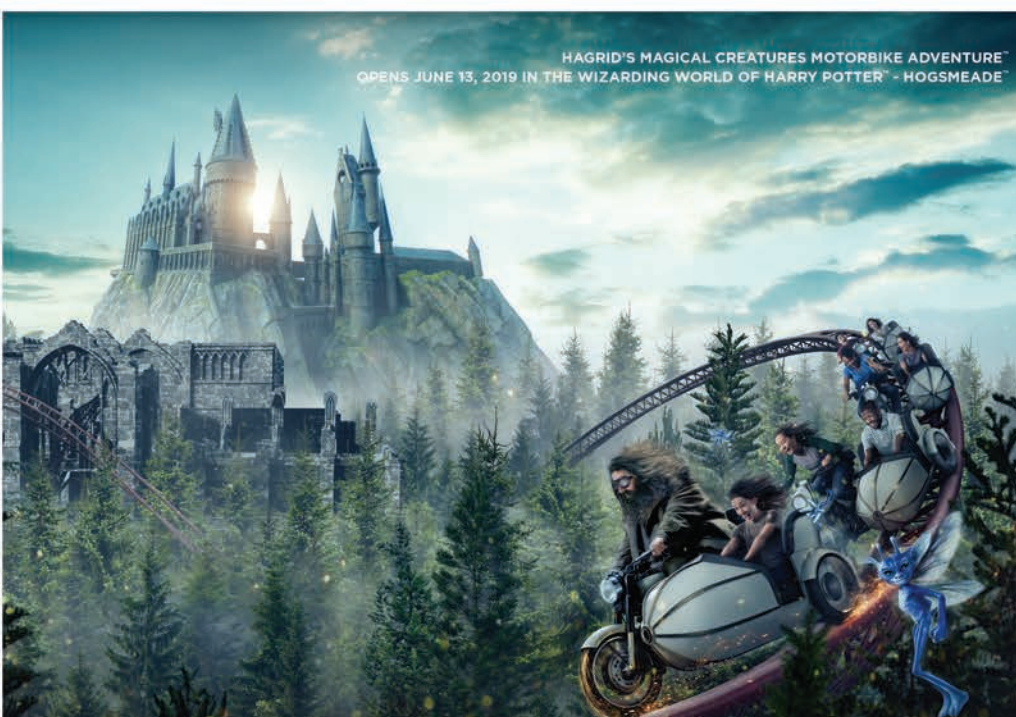 HAGRID'S MAGICAL CREATURES MOTORBIKE ADVENTURE™
OPENS JUNE 13, 2019 IN THE WIZARDING WORLD OF HARRY POTTER™ - HOGSMEADE™